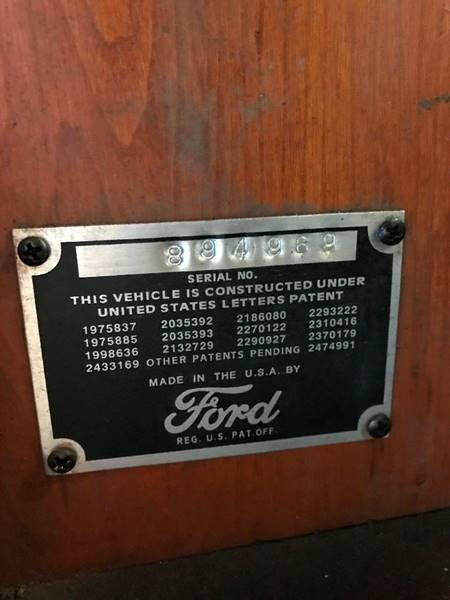 894969
SERIAL NO.
THIS VEHICLE IS CONSTRUCTED UNDER
UNITED STATES LETTERS PATENT
1975837 2035392 2186080 2293222
1975885 2035393 2270122 2310416
1998636 2132729 2290927 2370179
2433169 OTHER PATENTS PENDING 2474991
MADE IN THE U.S.A. BY
Ford
REG. U.S. PAT.OFF.